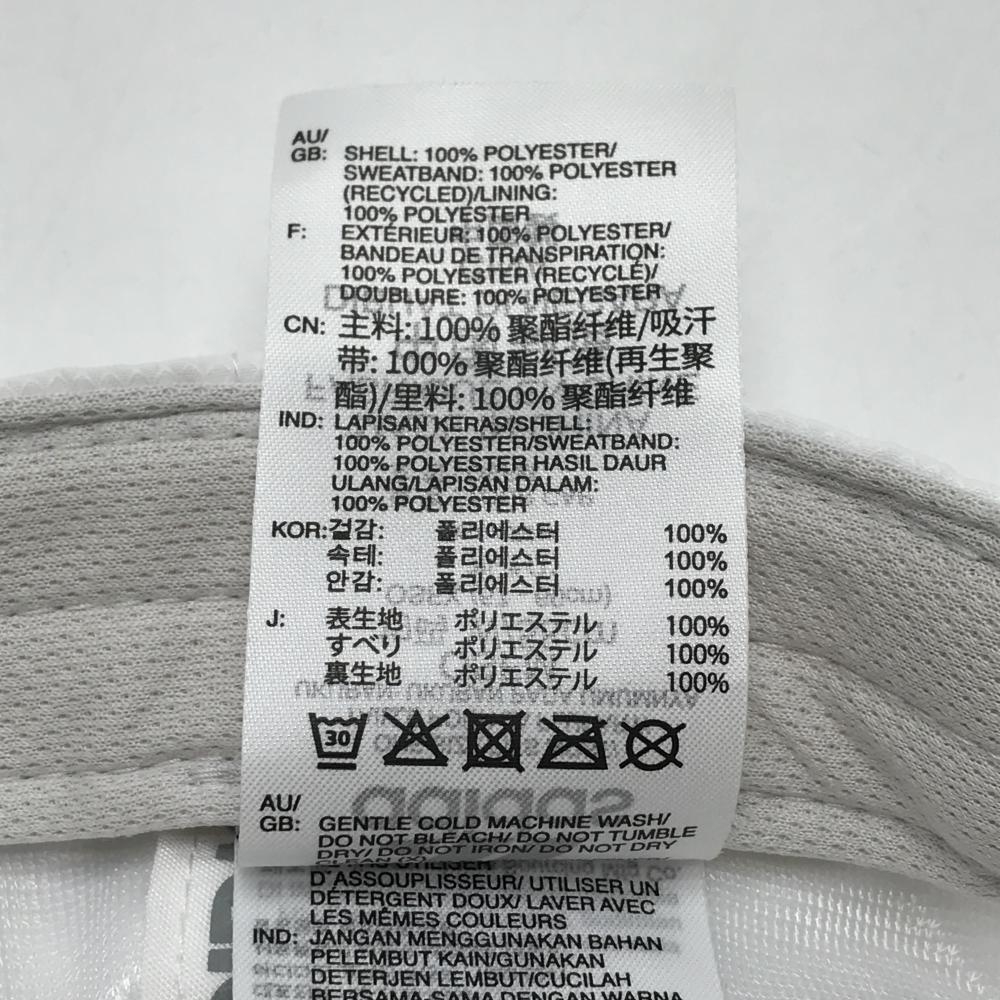 AU/
GB: SHELL: 100% POLYESTER/
SWEATBAND: 100% POLYESTER
(RECYCLED)/LINING:
100% POLYESTER
F: EXTÉRIEUR: 100% POLYESTER/
BANDEAU DE TRANSPIRATION:
100% POLYESTER (RECYCLÉ)/
DOUBLURE: 100% POLYESTER
CN: 主料: 100% 聚酯纤维/吸汗
带: 100% 聚酯纤维(再生聚
酯)/里料: 100% 聚酯纤维
IND: LAPISAN KERAS/SHELL:
100% POLYESTER/SWEATBAND:
100% POLYESTER HASIL DAUR
ULANG/LAPISAN DALAM:
100% POLYESTER
KOR: 겉감: 폴리에스터 100%
속테: 폴리에스터 100%
안감: 폴리에스터 100%
J: 表生地 ポリエステル 100%
すべり ポリエステル 100%
裏生地 ポリエステル 100%
30
adidas
AU/
GB: GENTLE COLD MACHINE WASH/
DO NOT BLEACH/ DO NOT TUMBLE
DRY/ DO NOT IRON/ DO NOT DRY
D'ASSOUPLISSEUR/ UTILISER UN
DÉTERGENT DOUX/ LAVER AVEC
LES MÊMES COULEURS
IND: JANGAN MENGGUNAKAN BAHAN
PELEMBUT KAIN/GUNAKAN
DETERJEN LEMBUT/CUCILAH
BERSAMA-SAMA DENGAN WARNA